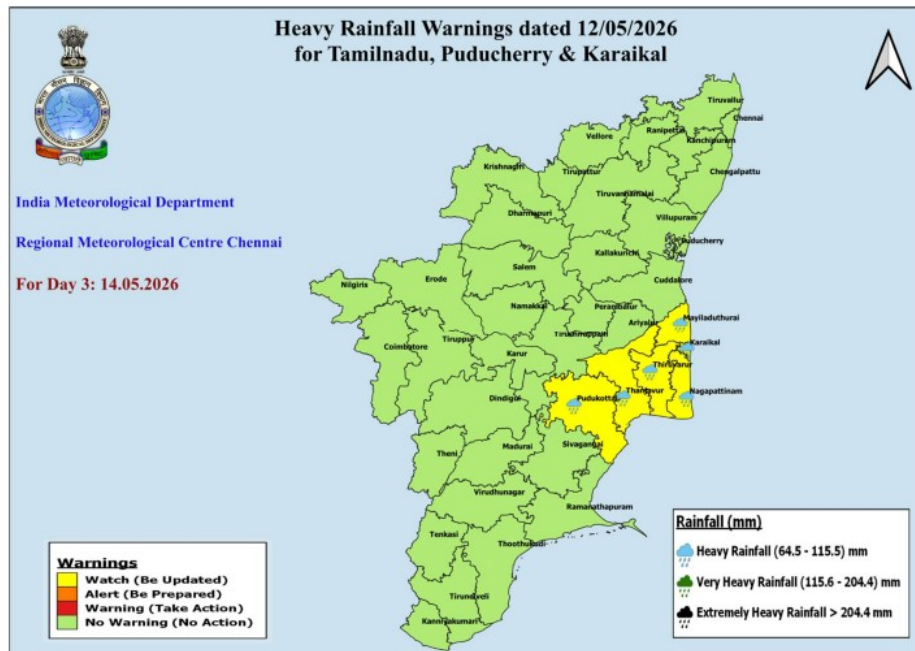 Heavy Rainfall Warnings dated 12/05/2026
for Tamilnadu, Puducherry & Karaikal
India Meteorological Department
Regional Meteorological Centre Chennai
For Day 3: 14.05.2026
Tiruvallur
Chennai
Ranipettai
Kanchipuram
Vellore
Chengalpattu
Krishnagiri
Tirupattur
Tiruvannamalai
Dharmapuri
Villupuram
Puducherry
Kallakurichi
Salem
Cuddalore
Erode
Nilgiris
Namakkal
Perambalur
Ariyalur
Mayiladuthurai
Tiruchirappalli
Karaikal
Tiruppur
Coimbatore
Karur
Thiruvarur
Nagapattinam
Thanjavur
Pudukottai
Dindigul
Sivagangai
Madurai
Theni
Virudhunagar
Ramanathapuram
Tenkasi
Thoothukudi
Tirunelveli
Kanniyakumari
Warnings
Watch (Be Updated)
Alert (Be Prepared)
Warning (Take Action)
No Warning (No Action)
Rainfall (mm)
Heavy Rainfall (64.5 - 115.5) mm
Very Heavy Rainfall (115.6 - 204.4) mm
Extremely Heavy Rainfall > 204.4 mm